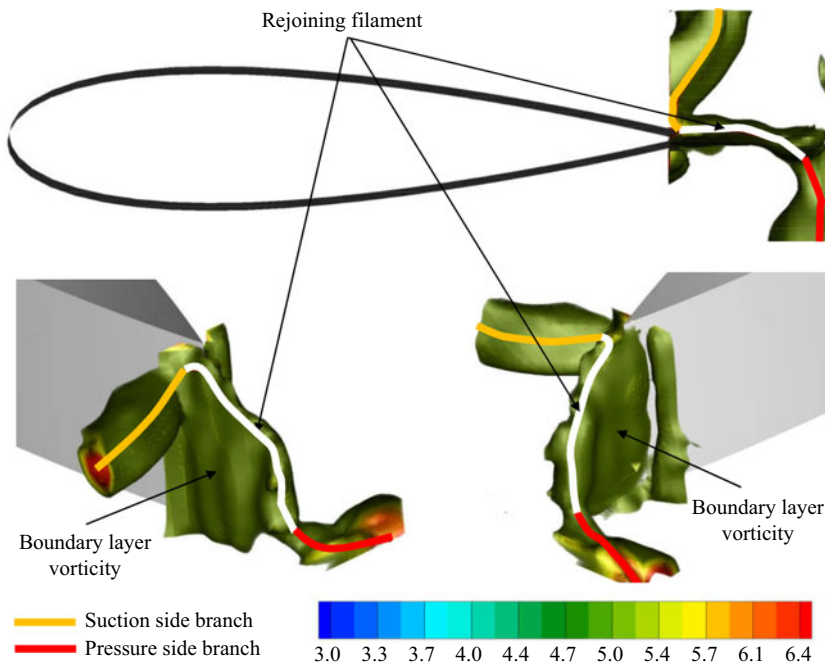 Rejoining filament
Boundary layer
vorticity
Boundary layer
vorticity
Suction side branch
Pressure side branch
3.0 3.3 3.7 4.0 4.4 4.7 5.0 5.4 5.7 6.1 6.4